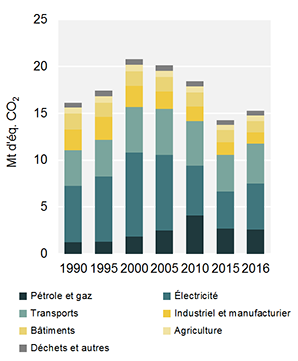 Mt d'éq. CO2
25
20
15
10
5
0
1990 1995 2000 2005 2010 2015 2016
Pétrole et gaz
Électricité
Transports
Industriel et manufacturier
Bâtiments
Agriculture
Déchets et autres